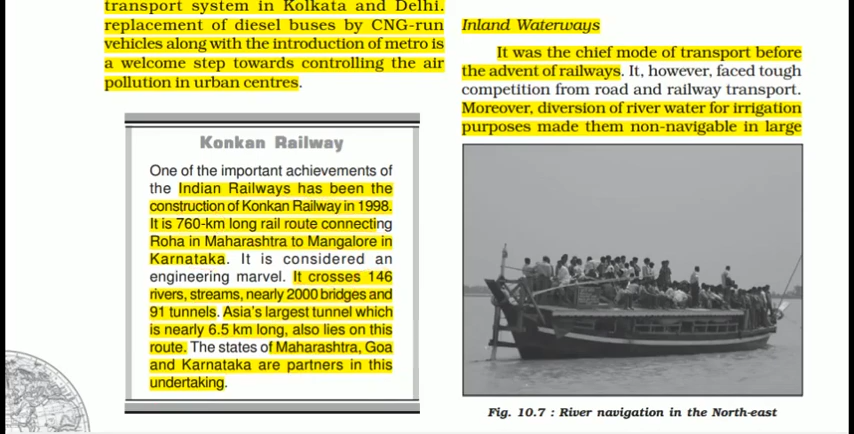 transport system in Kolkata and Delhi.
replacement of diesel buses by CNG-run
vehicles along with the introduction of metro is
a welcome step towards controlling the air
pollution in urban centres.
Konkan Railway
One of the important achievements of
the Indian Railways has been the
construction of Konkan Railway in 1998.
It is 760-km long rail route connecting
Roha in Maharashtra to Mangalore in
Karnataka. It is considered an
engineering marvel. It crosses 146
rivers, streams, nearly 2000 bridges and
91 tunnels. Asia's largest tunnel which
is nearly 6.5 km long, also lies on this
route. The states of Maharashtra, Goa
and Karnataka are partners in this
undertaking.
Inland Waterways
It was the chief mode of transport before
the advent of railways. It, however, faced tough
competition from road and railway transport.
Moreover, diversion of river water for irrigation
purposes made them non-navigable in large
Fig. 10.7 : River navigation in the North-east